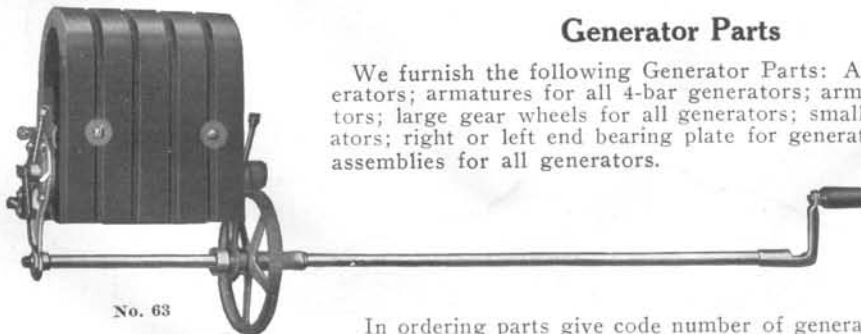 Generator Parts
We furnish the following Generator Parts: A
erators; armatures for all 4-bar generators; arm
tors; large gear wheels for all generators; small
ators; right or left end bearing plate for generat
assemblies for all generators.
No. 63
In ordering parts give code number of genera